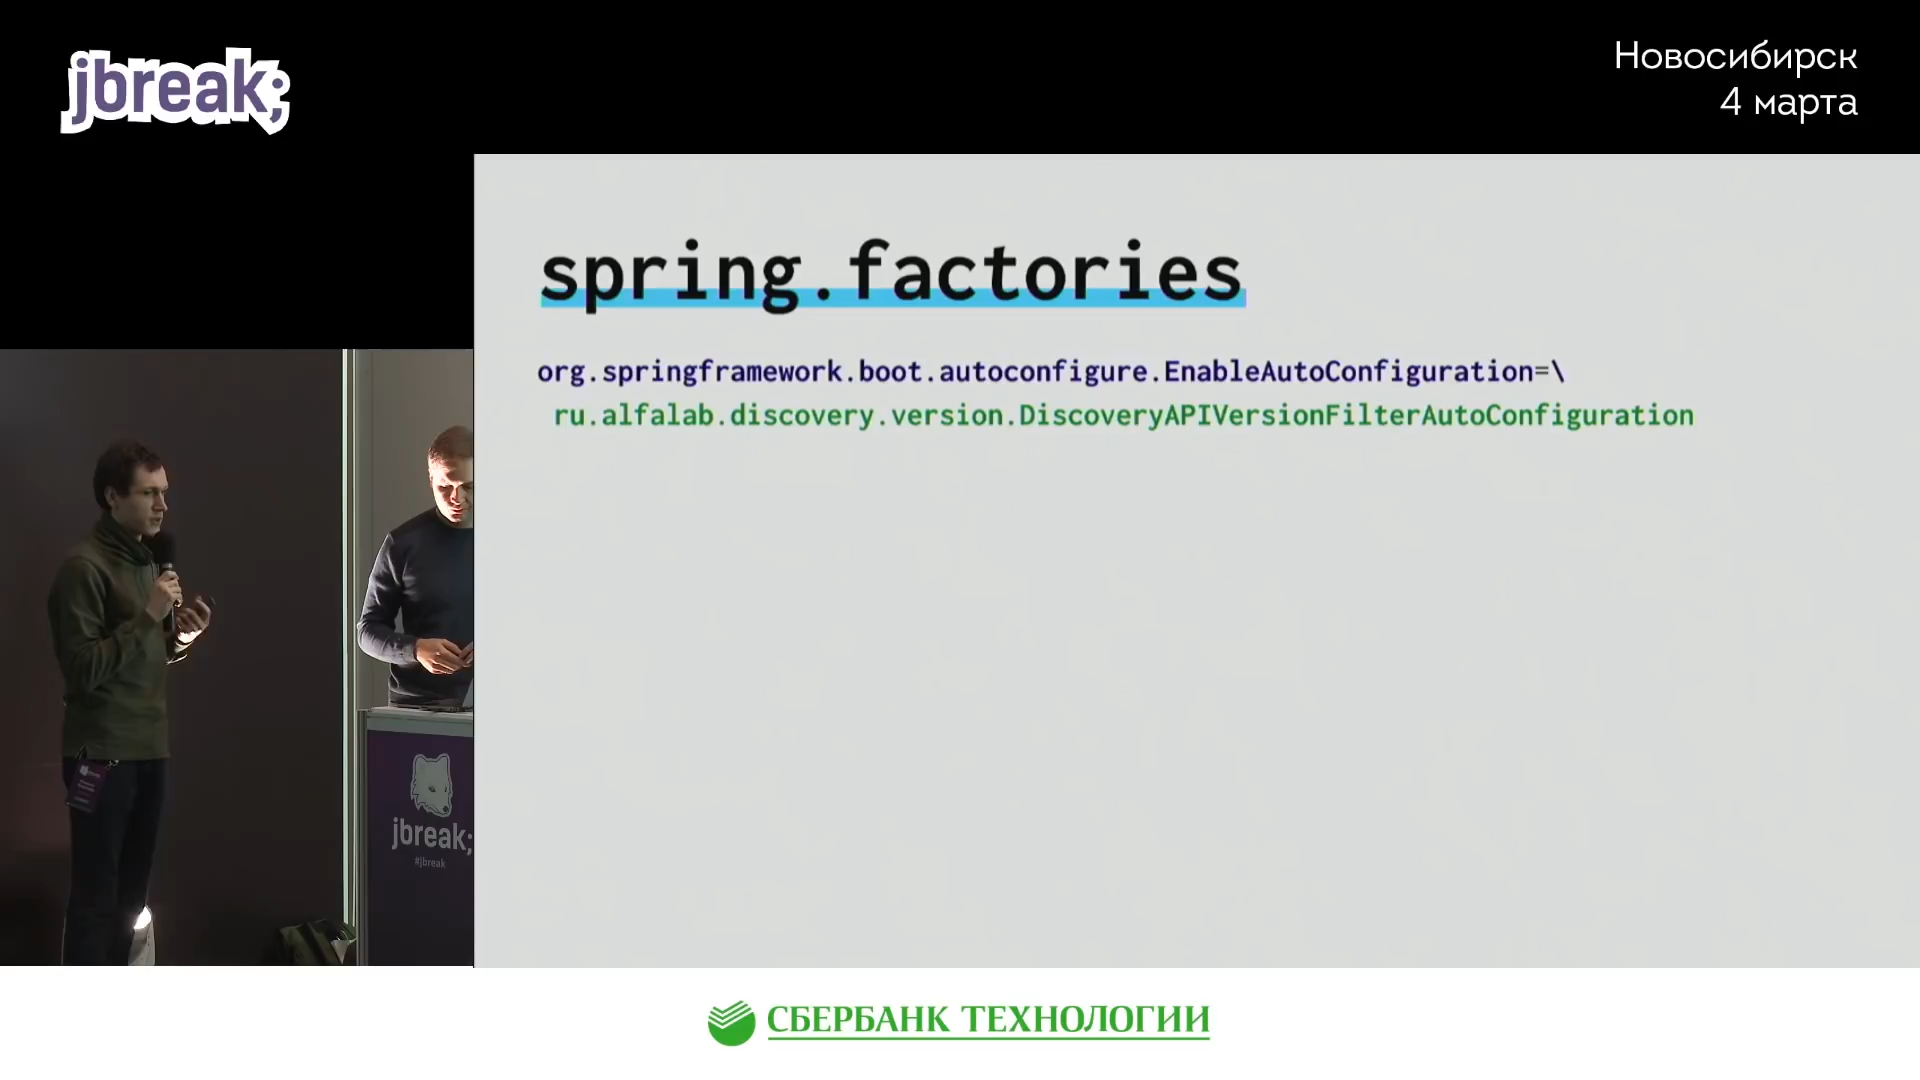 jbreak;
Новосибирск
4 марта
spring.factories
org.springframework.boot.autoconfigure.EnableAutoConfiguration=\
ru.alfalab.discovery.version.DiscoveryAPIVersionFilterAutoConfiguration
jbreak;
#jbreak
СБЕРБАНК ТЕХНОЛОГИИ